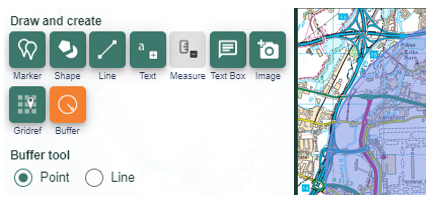 Draw and create
a
Marker Shape Line Text Measure Text Box Image
Gridref Buffer
Buffer tool
Point Line